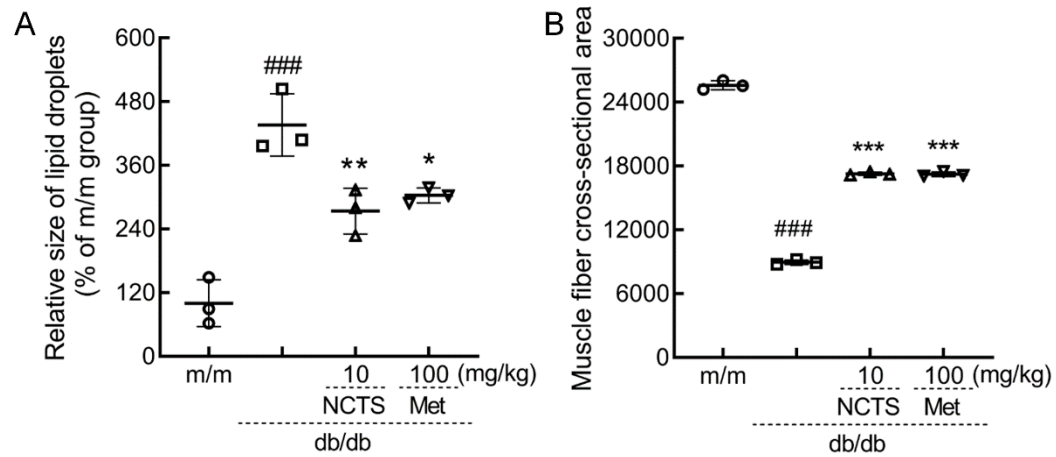 A
Relative size of lipid droplets
(% of m/m group)
600
480
360
240
120
0
###
**
*
m/m
10
100 (mg/kg)
NCTS
Met
db/db
B
Muscle fiber cross-sectional area
30000
24000
18000
12000
6000
0
###
***
***
m/m
10
100 (mg/kg)
NCTS
Met
db/db